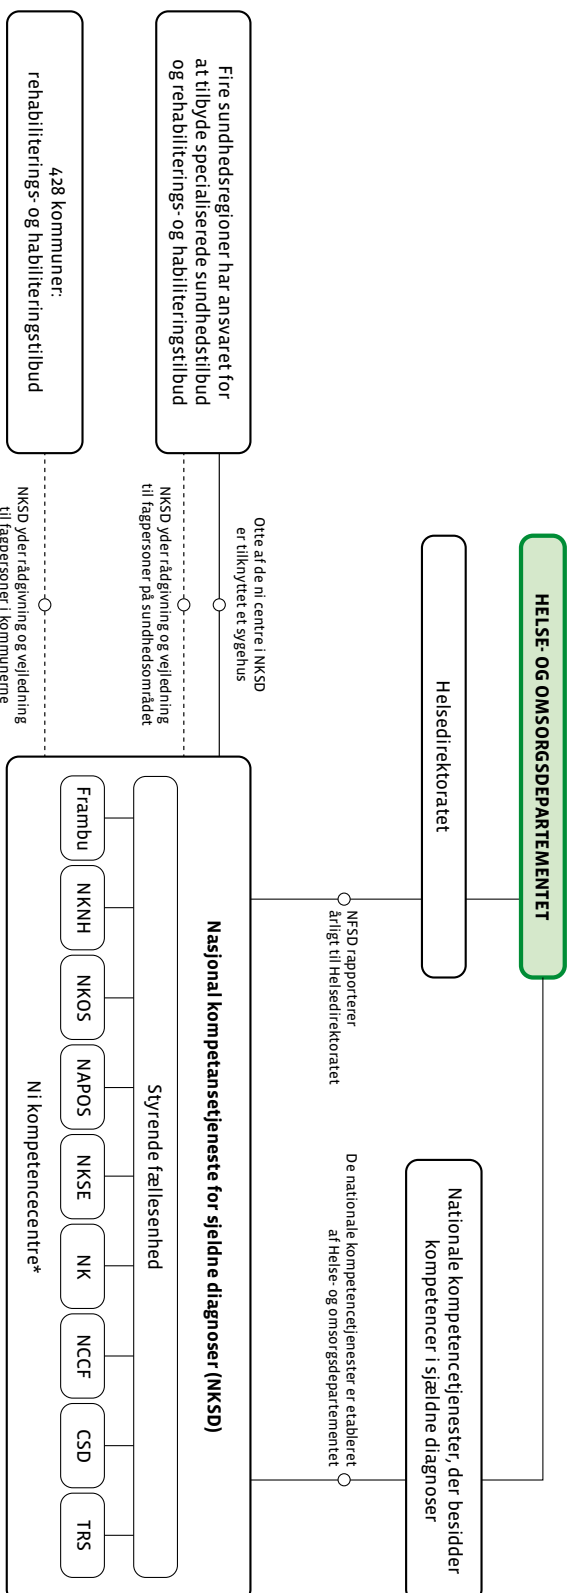 HELSE- OG OMSORGSDEPARTEMENTET
Helsedirektoratet
Nationale kompetencetjenester, der besidder
kompetencer i sjældne diagnoser
NFSD rapporterer
årligt til Helsedirektoratet
De nationale kompetencetjenester er etableret
af Helse- og omsorgsdepartementet
Fire sundhedsregioner har ansvaret for
at tilbyde specialiserede sundhedstilbud
og rehabiliterings- og habiliteringstilbud
Otte af de ni centre i NKSD
er tilknyttet et sygehus
NKSD yder rådgivning og vejledning
til fagpersoner på sundhedsområdet
428 kommuner:
rehabiliterings- og habiliteringstilbud
NKSD yder rådgivning og vejledning
til fagpersoner i kommunerne
Nasjonal kompetansetjeneste for sjeldne diagnoser (NKSD)
Styrende fællesenhed
Frambu
NKNH
NKOS
NAPOS
NKSE
NK
NCCF
CSD
TRS
Ni kompetencecentre*